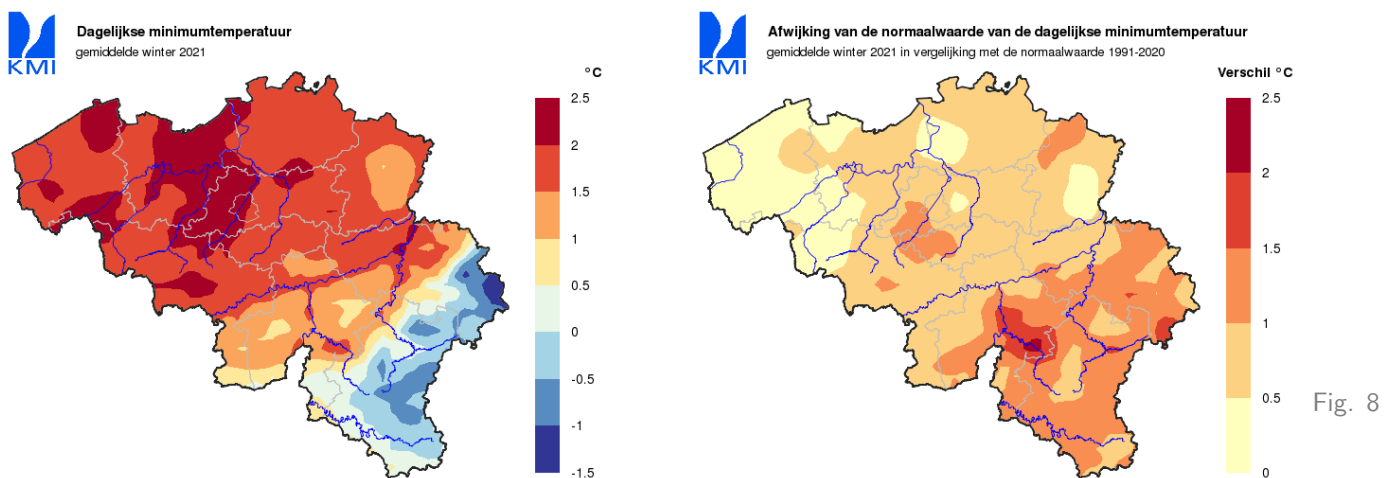 KMI
Dagelijkse minimumtemperatuur
gemiddelde winter 2021
°C
2.5
2
1.5
1
0.5
0
-0.5
-1
-1.5
KMI
Afwijking van de normaalwaarde van de dagelijkse minimumtemperatuur
gemiddelde winter 2021 in vergelijking met de normaalwaarde 1991-2020
Verschil °C
2.5
2
1.5
1
0.5
0
Fig. 8